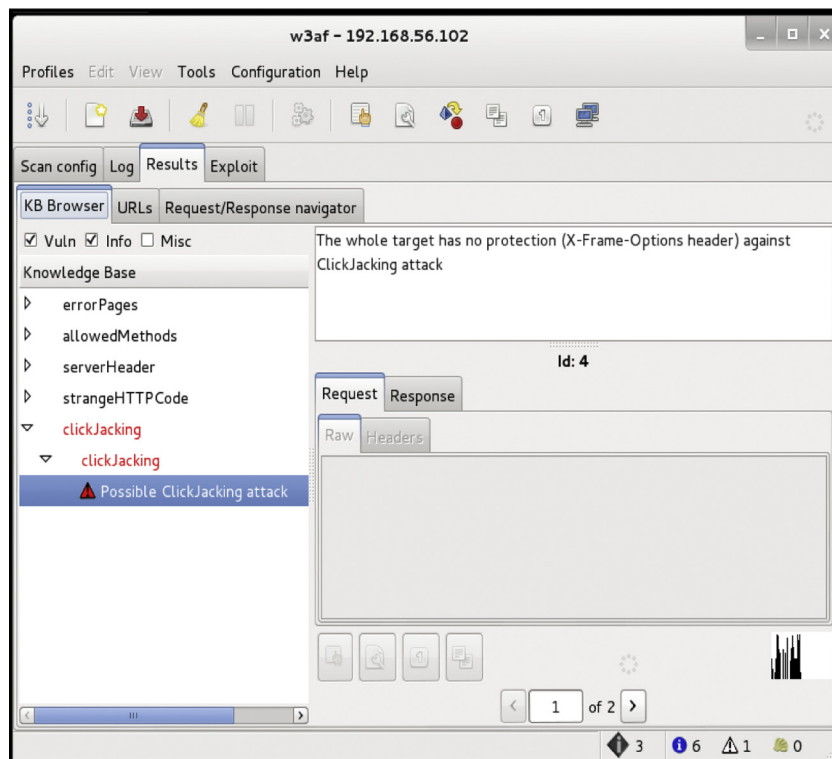 w3af - 192.168.56.102
Profiles Edit View Tools Configuration Help
Scan config Log Results Exploit
KB Browser URLs Request/Response navigator
Vuln Info Misc
Knowledge Base
errorPages
allowedMethods
serverHeader
strangeHTTPCode
clickJacking
clickJacking
Possible ClickJacking attack
The whole target has no protection (X-Frame-Options header) against
ClickJacking attack
Id: 4
Request Response
Raw Headers
1 of 2
3 6 1 0